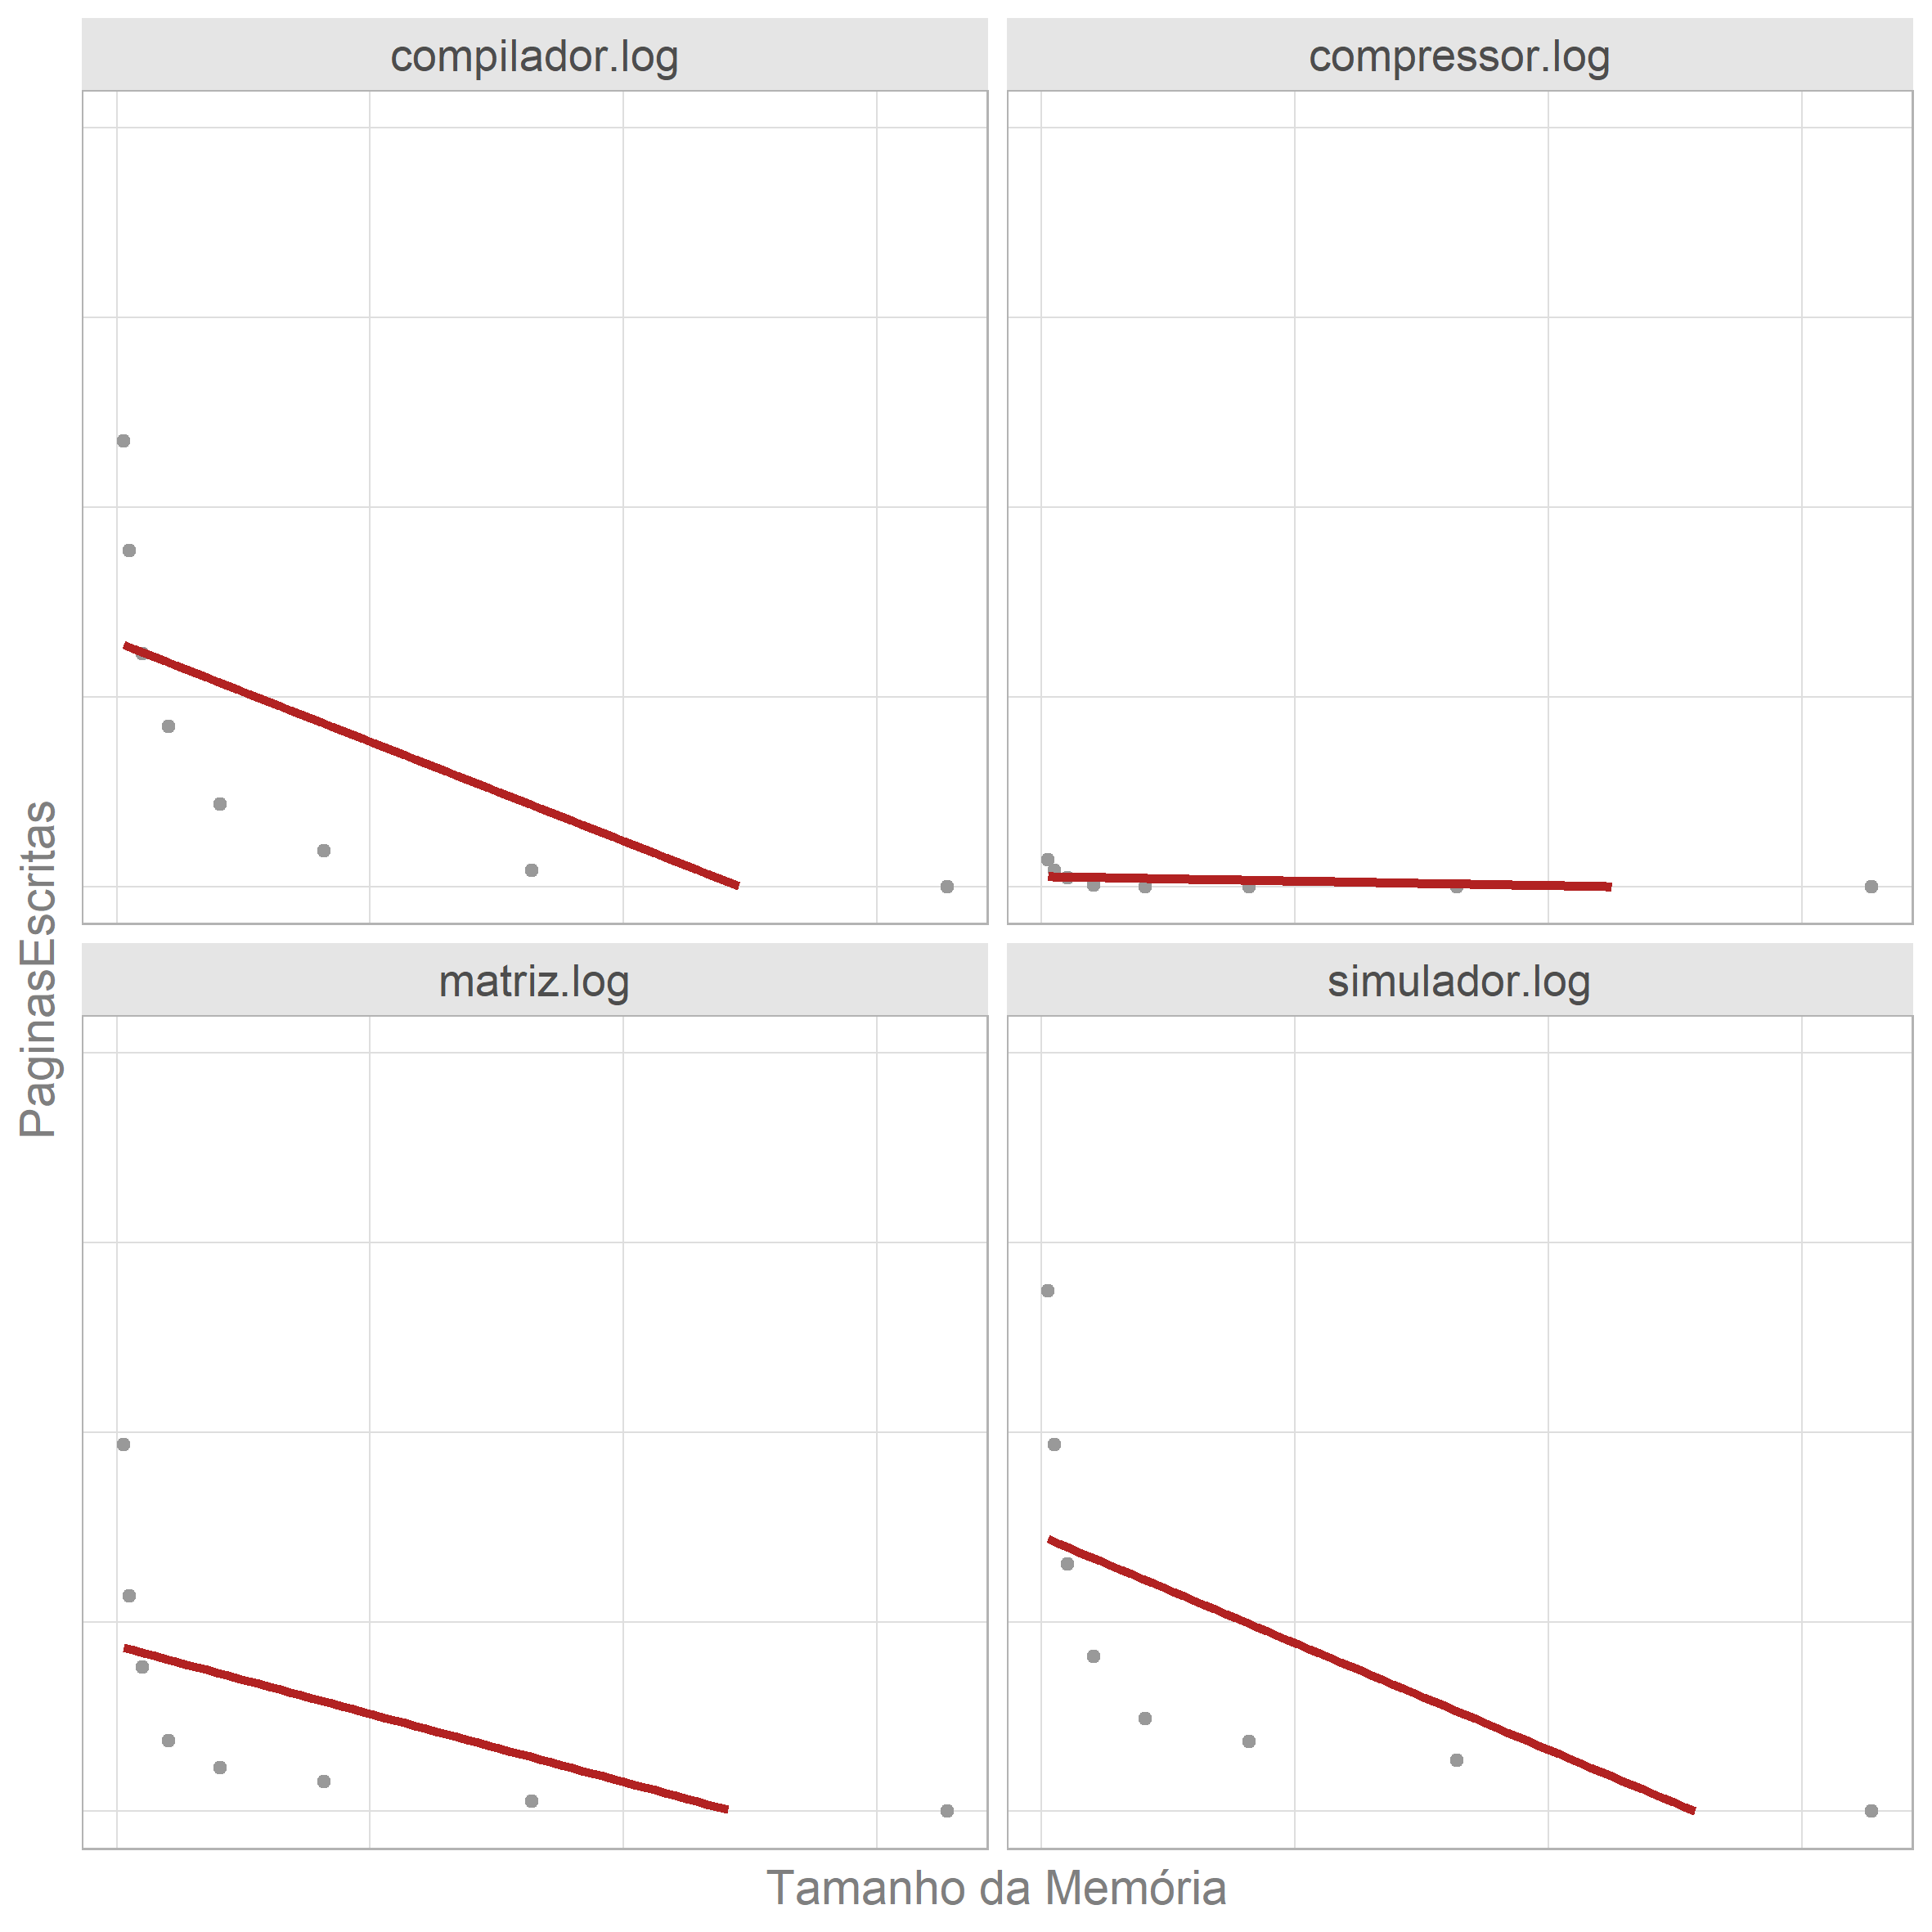 compilador.log
compressor.log
matriz.log
simulador.log
PaginasEscritas
Tamanho da Memória